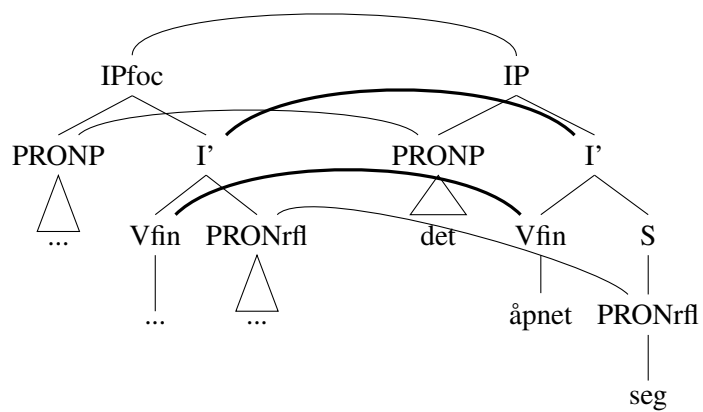 IPfoc IP
PRONP I' PRONP I'
... Vfin PRONrfl det Vfin S
... ... åpnet PRONrfl
seg